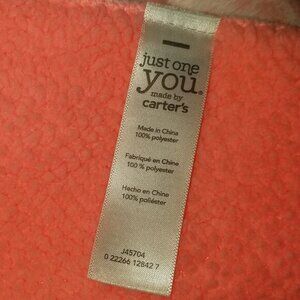 just one
you.
made by
carter's
Made in China
100% polyester
Fabriqué en Chine
100 % polyester
Hecho en China
100% poliéster
J45704
0 22266 12842 7